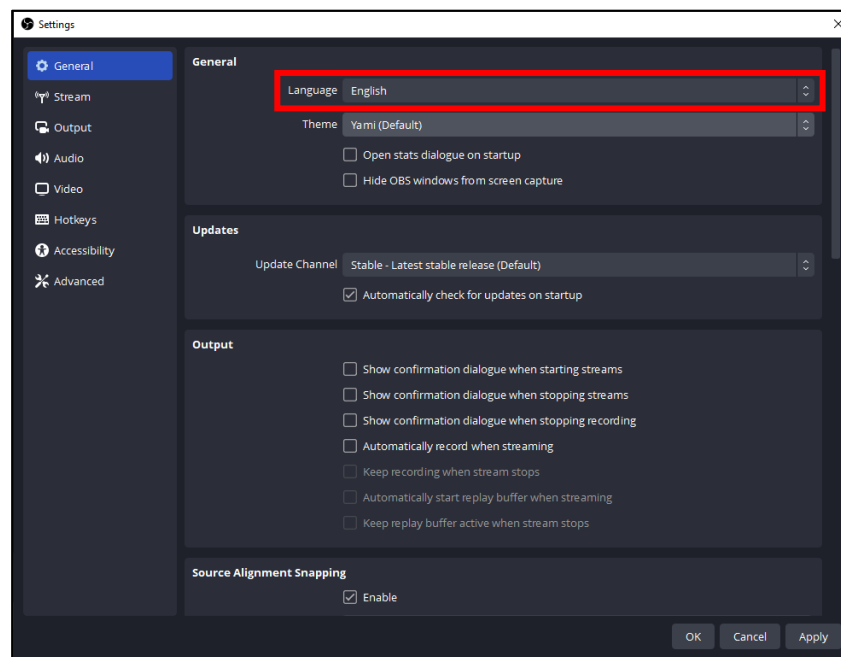 Settings
General
Stream
Output
Audio
Video
Hotkeys
Accessibility
Advanced
General
Language English
Theme Yami (Default)
Open stats dialogue on startup
Hide OBS windows from screen capture
Updates
Update Channel Stable - Latest stable release (Default)
Automatically check for updates on startup
Output
Show confirmation dialogue when starting streams
Show confirmation dialogue when stopping streams
Show confirmation dialogue when stopping recording
Automatically record when streaming
Keep recording when stream stops
Automatically start replay buffer when streaming
Keep replay buffer active when stream stops
Source Alignment Snapping
Enable
OK Cancel Apply